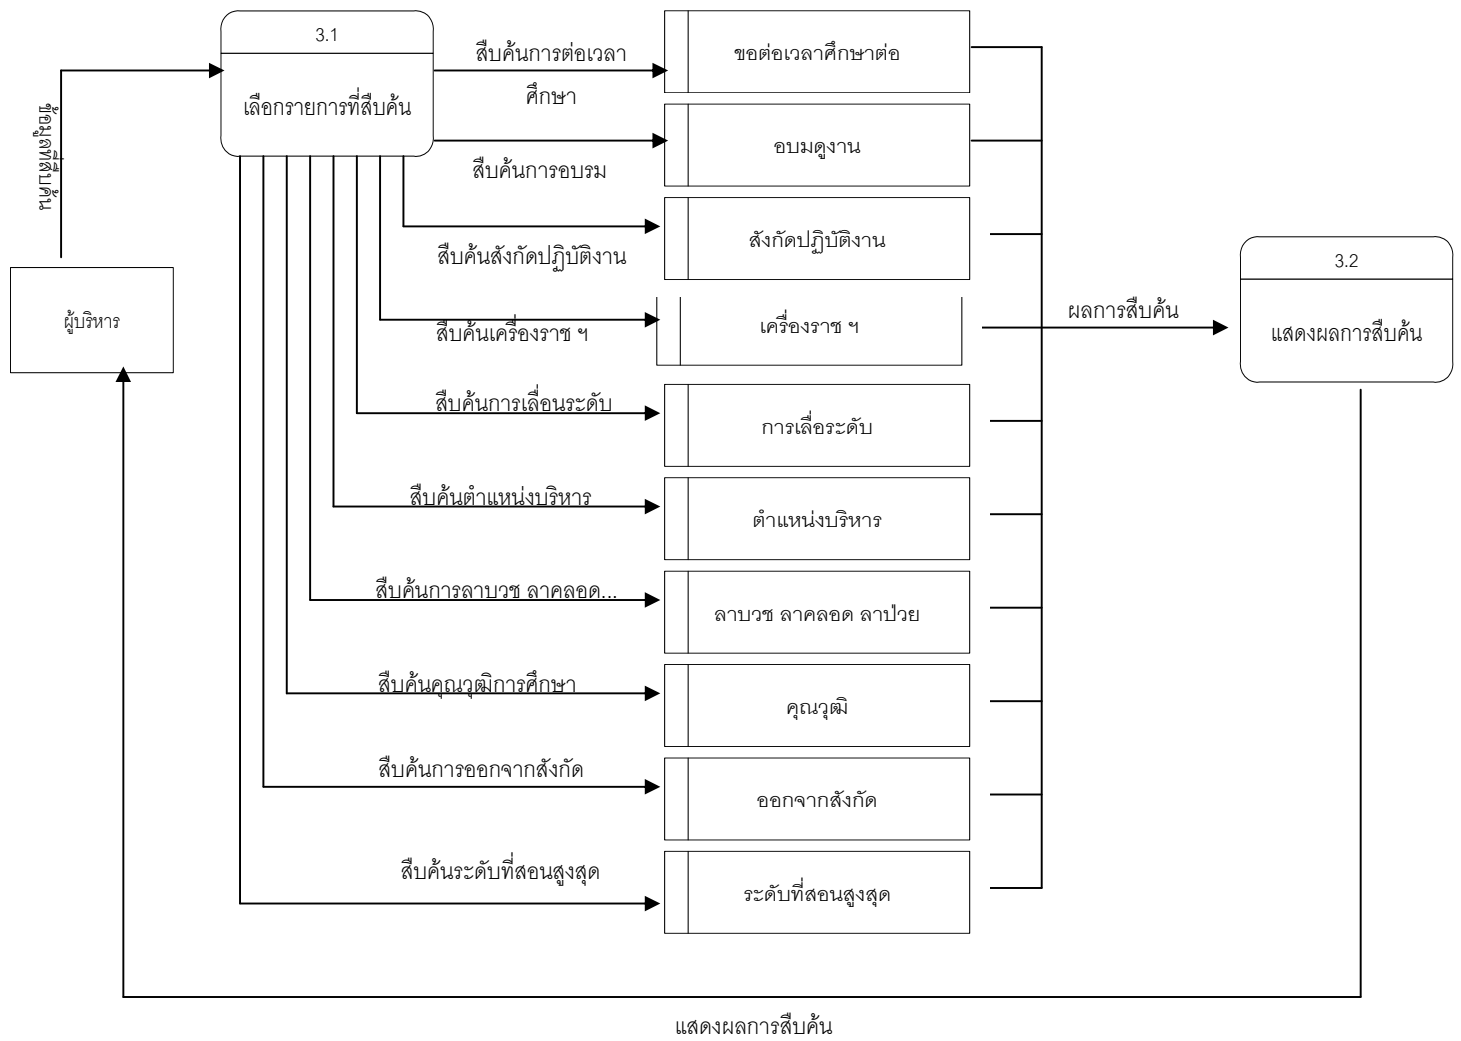 3.1
เลือกรายการที่สืบค้น
ข้อมูลที่สืบค้น
ผู้บริหาร
สืบค้นการต่อเวลา
ศึกษา
ขอต่อเวลาศึกษาต่อ
สืบค้นการอบรม
อบมดูงาน
สืบค้นสังกัดปฏิบัติงาน
สังกัดปฏิบัติงาน
สืบค้นเครื่องราช ฯ
เครื่องราช ฯ
สืบค้นการเลื่อนระดับ
การเลื่อระดับ
สืบค้นตำแหน่งบริหาร
ตำแหน่งบริหาร
สืบค้นการลาบวช ลาคลอด...
ลาบวช ลาคลอด ลาป่วย
สืบค้นคุณวุฒิการศึกษา
คุณวุฒิ
สืบค้นการออกจากสังกัด
ออกจากสังกัด
สืบค้นระดับที่สอนสูงสุด
ระดับที่สอนสูงสุด
ผลการสืบค้น
3.2
แสดงผลการสืบค้น
แสดงผลการสืบค้น